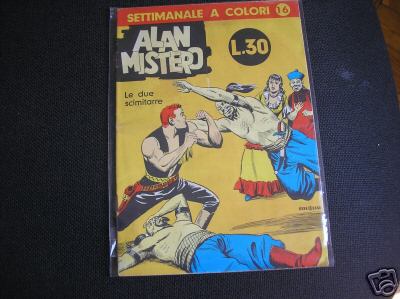 SETTIMANALE A COLORI 16
ALAN
MISTERO
L.30
Le due
scimitarre